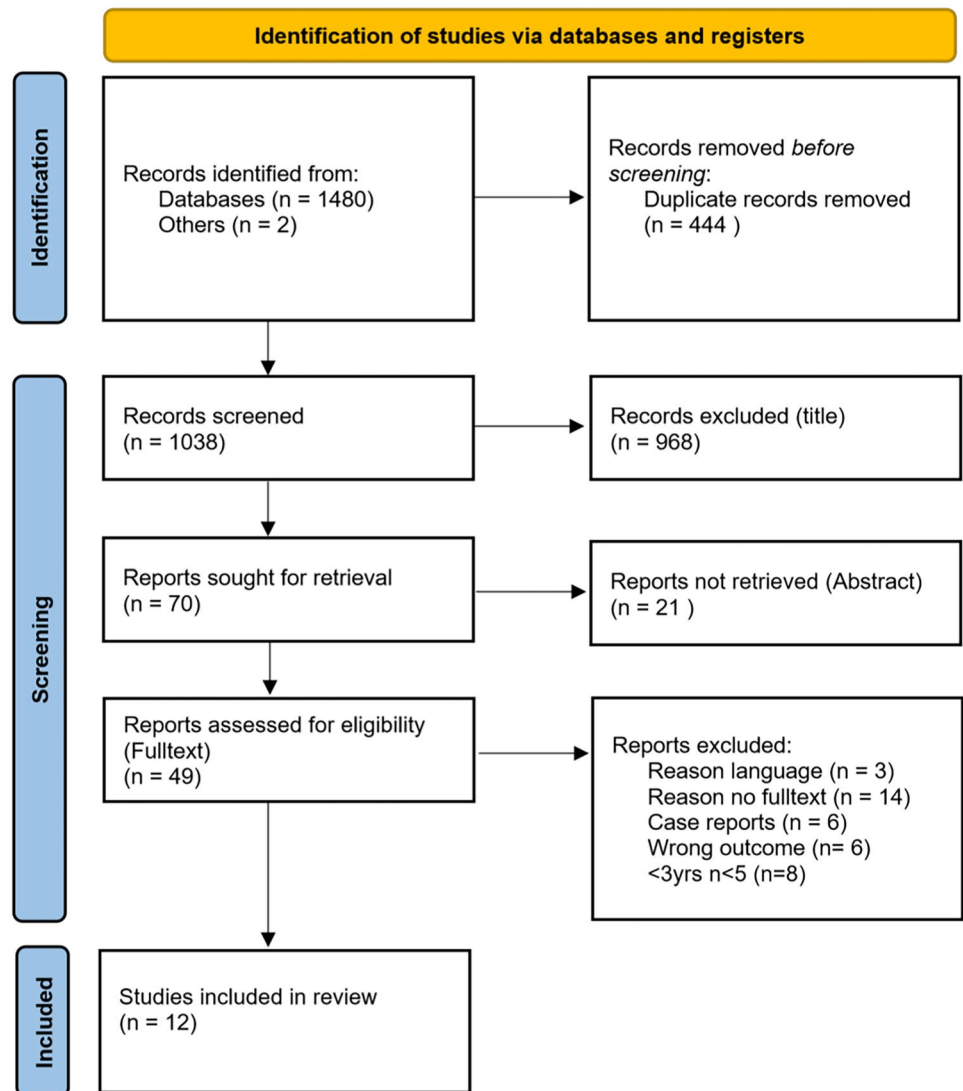 Identification of studies via databases and registers
Identification
Records identified from:
Databases (n = 1480)
Others (n = 2)
Records removed before
screening:
Duplicate records removed
(n = 444 )
Screening
Records screened
(n = 1038)
Records excluded (title)
(n = 968)
Reports sought for retrieval
(n = 70)
Reports not retrieved (Abstract)
(n = 21 )
Reports assessed for eligibility
(Fulltext)
(n = 49)
Reports excluded:
Reason language (n = 3)
Reason no fulltext (n = 14)
Case reports (n = 6)
Wrong outcome (n= 6)
<3yrs n<5 (n=8)
Included
Studies included in review
(n = 12)